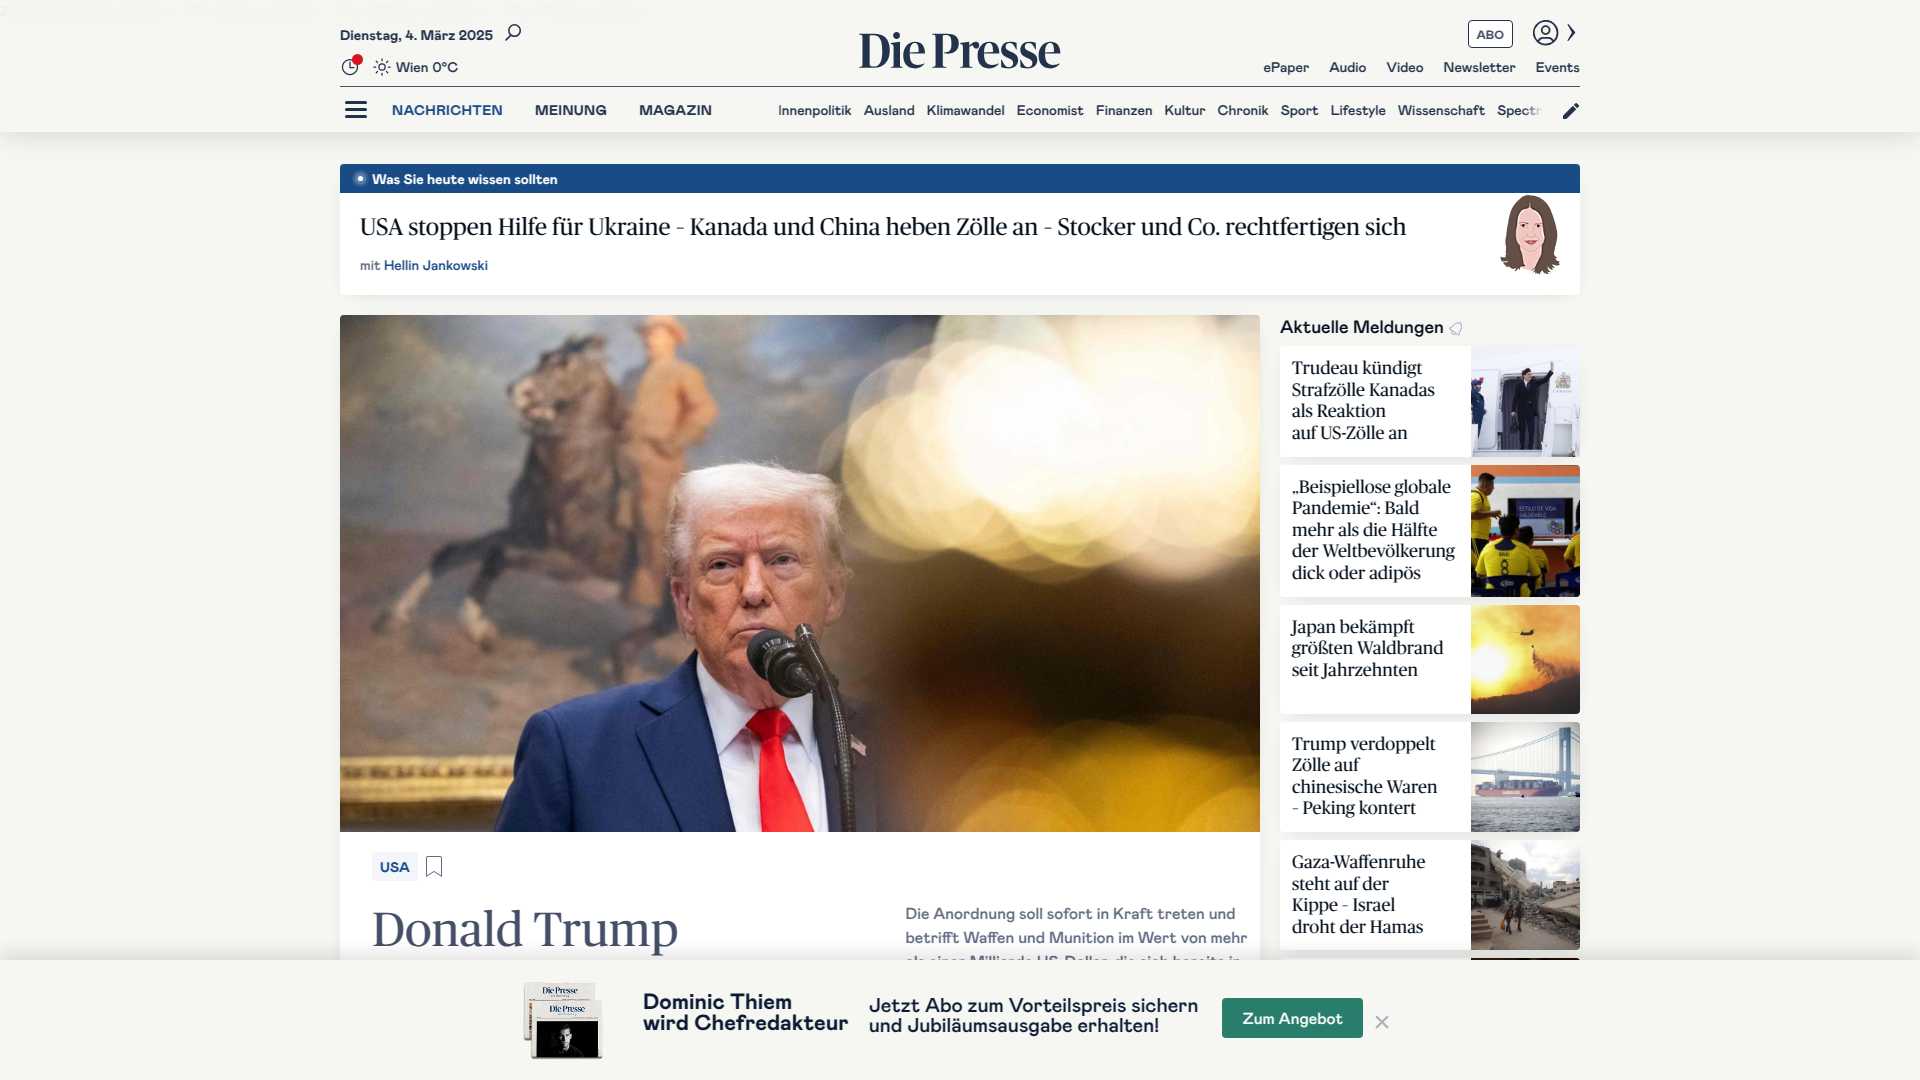 Dienstag, 4. März 2025
Die Presse
ABO
Wien 0°C
ePaper Audio Video Newsletter Events
NACHRICHTEN MEINUNG MAGAZIN
Innenpolitik Ausland Klimawandel Economist Finanzen Kultur Chronik Sport Lifestyle Wissenschaft
Was Sie heute wissen sollten
USA stoppen Hilfe für Ukraine - Kanada und China heben Zölle an - Stocker und Co. rechtfertigen sich
mit Hellin Jankowski
Aktuelle Meldungen
Trudeau kündigt
Strafzölle Kanadas
als Reaktion
auf US-Zölle an
„Beispiellose globale
Pandemie“: Bald
mehr als die Hälfte
der Weltbevölkerung
dick oder adipös
Japan bekämpft
größten Waldbrand
seit Jahrzehnten
Trump verdoppelt
Zölle auf
chinesische Waren
- Peking kontert
Gaza-Waffenruhe
steht auf der
Kippe - Israel
droht der Hamas
USA
Donald Trump
Die Anordnung soll sofort in Kraft treten und
betrifft Waffen und Munition im Wert von mehr
Die Presse
Die Presse
Dominic Thiem
wird Chefredakteur
Jetzt Abo zum Vorteilspreis sichern
und Jubiläumsausgabe erhalten!
Zum Angebot